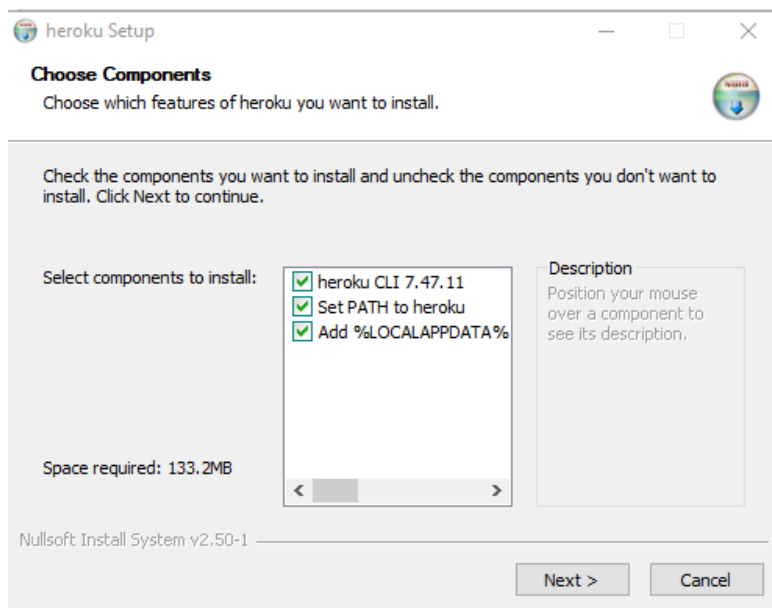 heroku Setup
Choose Components
Choose which features of heroku you want to install.
Check the components you want to install and uncheck the components you don't want to
install. Click Next to continue.
Select components to install:
heroku CLI 7.47.11
Set PATH to heroku
Add %LOCALAPPDATA%
Description
Position your mouse
over a component to
see its description.
Space required: 133.2MB
Nullsoft Install System v2.50-1
Next >
Cancel